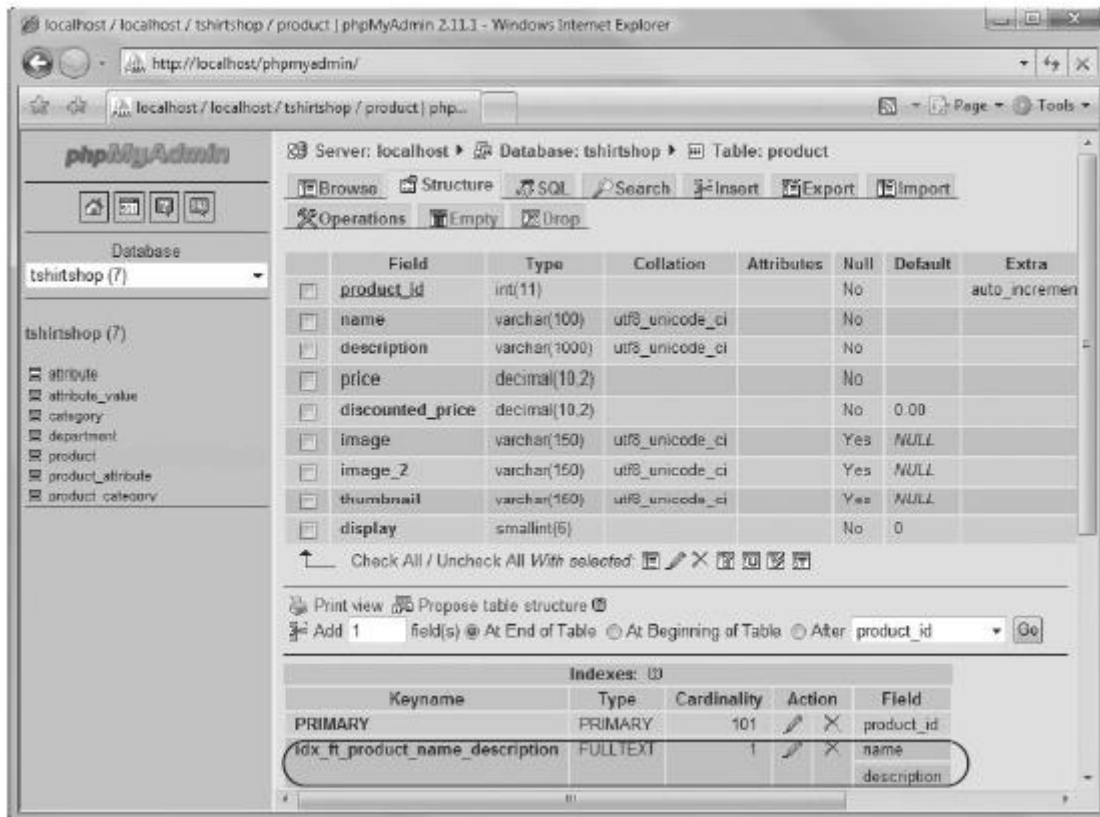 localhost / localhost / tshirtshop / product | phpMyAdmin 2.11.1 - Windows Internet Explorer
http://localhost/phpmyadmin/
localhost / localhost / tshirtshop / product | php...
Page
Tools
phpMyAdmin
Database
tshirtshop (7)
tshirtshop (7)
attribute
attribute_value
category
department
product
product_attribute
product_category
Server: localhost Database: tshirtshop Table: product
Browse Structure SQL Search Insert Export Import
Operations Empty Drop
Field Type Collation Attributes Null Default Extra
product_id int(11) No auto_incremen
name varchar(100) utf8_unicode_ci No
description varchar(1000) utf8_unicode_ci No
price decimal(10,2) No
discounted_price decimal(10,2) No 0.00
image varchar(150) utf8_unicode_ci Yes NULL
image_2 varchar(150) utf8_unicode_ci Yes NULL
thumbnail varchar(150) utf8_unicode_ci Yes NULL
display smallint(6) No 0
Check All / Uncheck All With selected:
Print view Propose table structure
Add 1 field(s) At End of Table At Beginning of Table After product_id Go
Indexes:
Keyname Type Cardinality Action Field
PRIMARY PRIMARY 101 product_id
idx_ft_product_name_description FULLTEXT 1 name
description